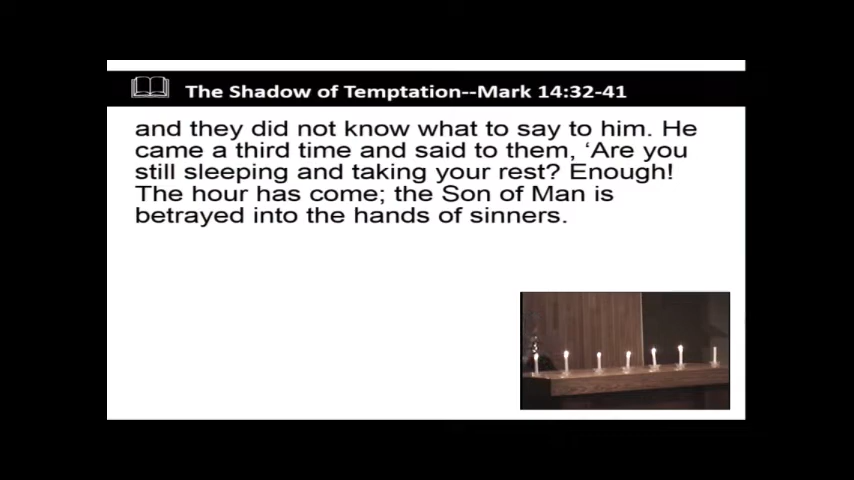 The Shadow of Temptation--Mark 14:32-41
and they did not know what to say to him. He
came a third time and said to them, ‘Are you
still sleeping and taking your rest? Enough!
The hour has come; the Son of Man is
betrayed into the hands of sinners.